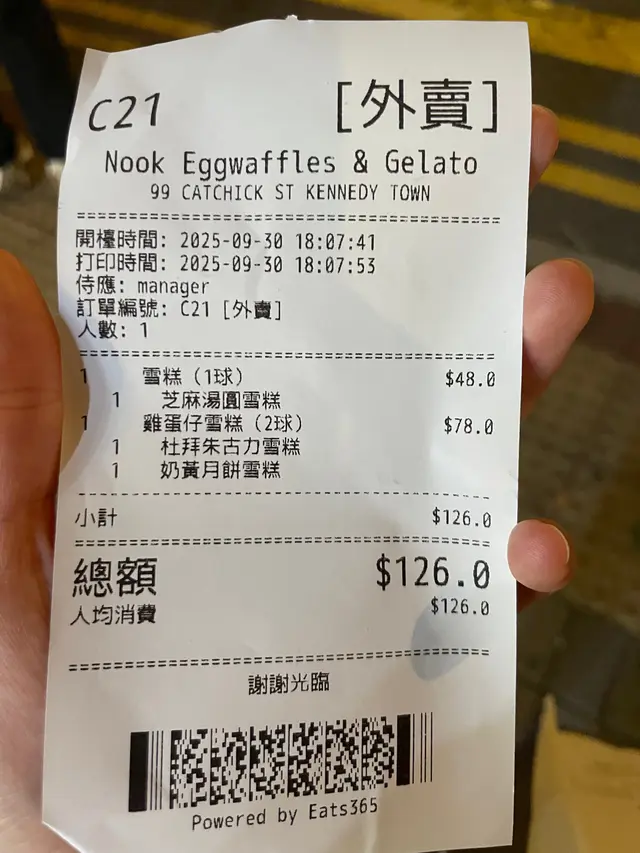 C21 [外賣]
Nook Eggwaffles & Gelato
99 CATCHICK ST KENNEDY TOWN
開檯時間: 2025-09-30 18:07:41
打印時間: 2025-09-30 18:07:53
侍應: manager
訂單編號: C21 [外賣]
人數: 1
1 雪糕 (1球) $48.0
1 芝麻湯圓雪糕
1 雞蛋仔雪糕 (2球) $78.0
1 杜拜朱古力雪糕
1 奶黃月餅雪糕
小計 $126.0
總額 $126.0
人均消費 $126.0
謝謝光臨
Powered by Eats365